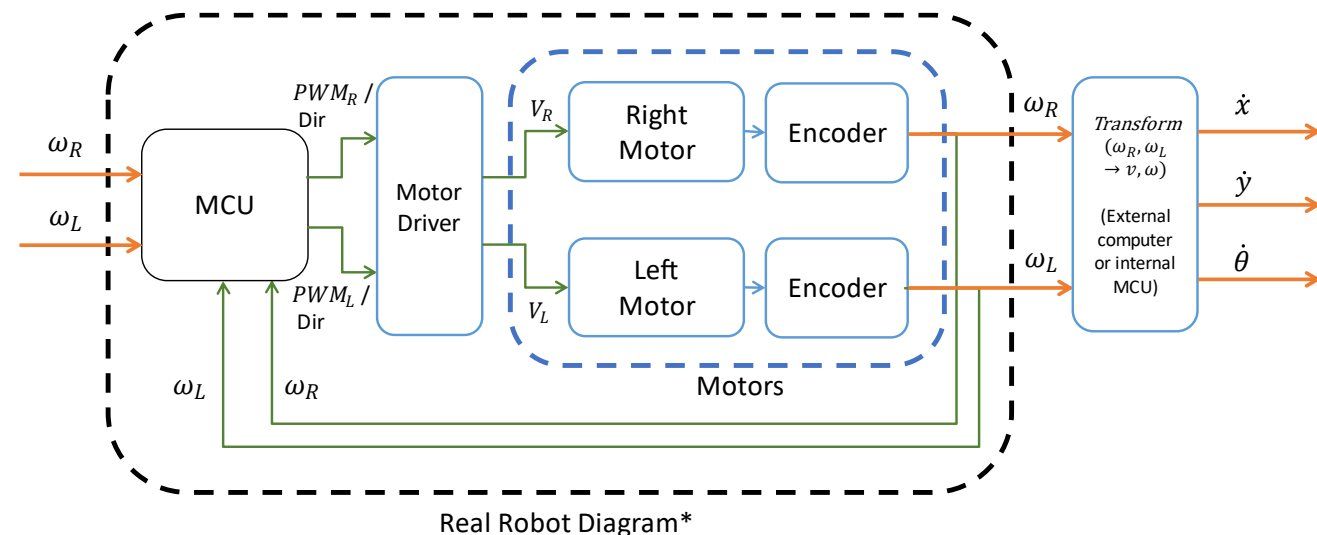 ω_R
ω_L
MCU
PWM_R /
Dir
PWM_L /
Dir
Motor
Driver
V_R
V_L
Right
Motor
Encoder
Left
Motor
Encoder
Motors
ω_R
ω_L
ω_L
ω_R
Transform
(ω_R, ω_L
→ v, ω)
(External
computer
or internal
MCU)
ẋ
ẏ
θ̇
Real Robot Diagram*